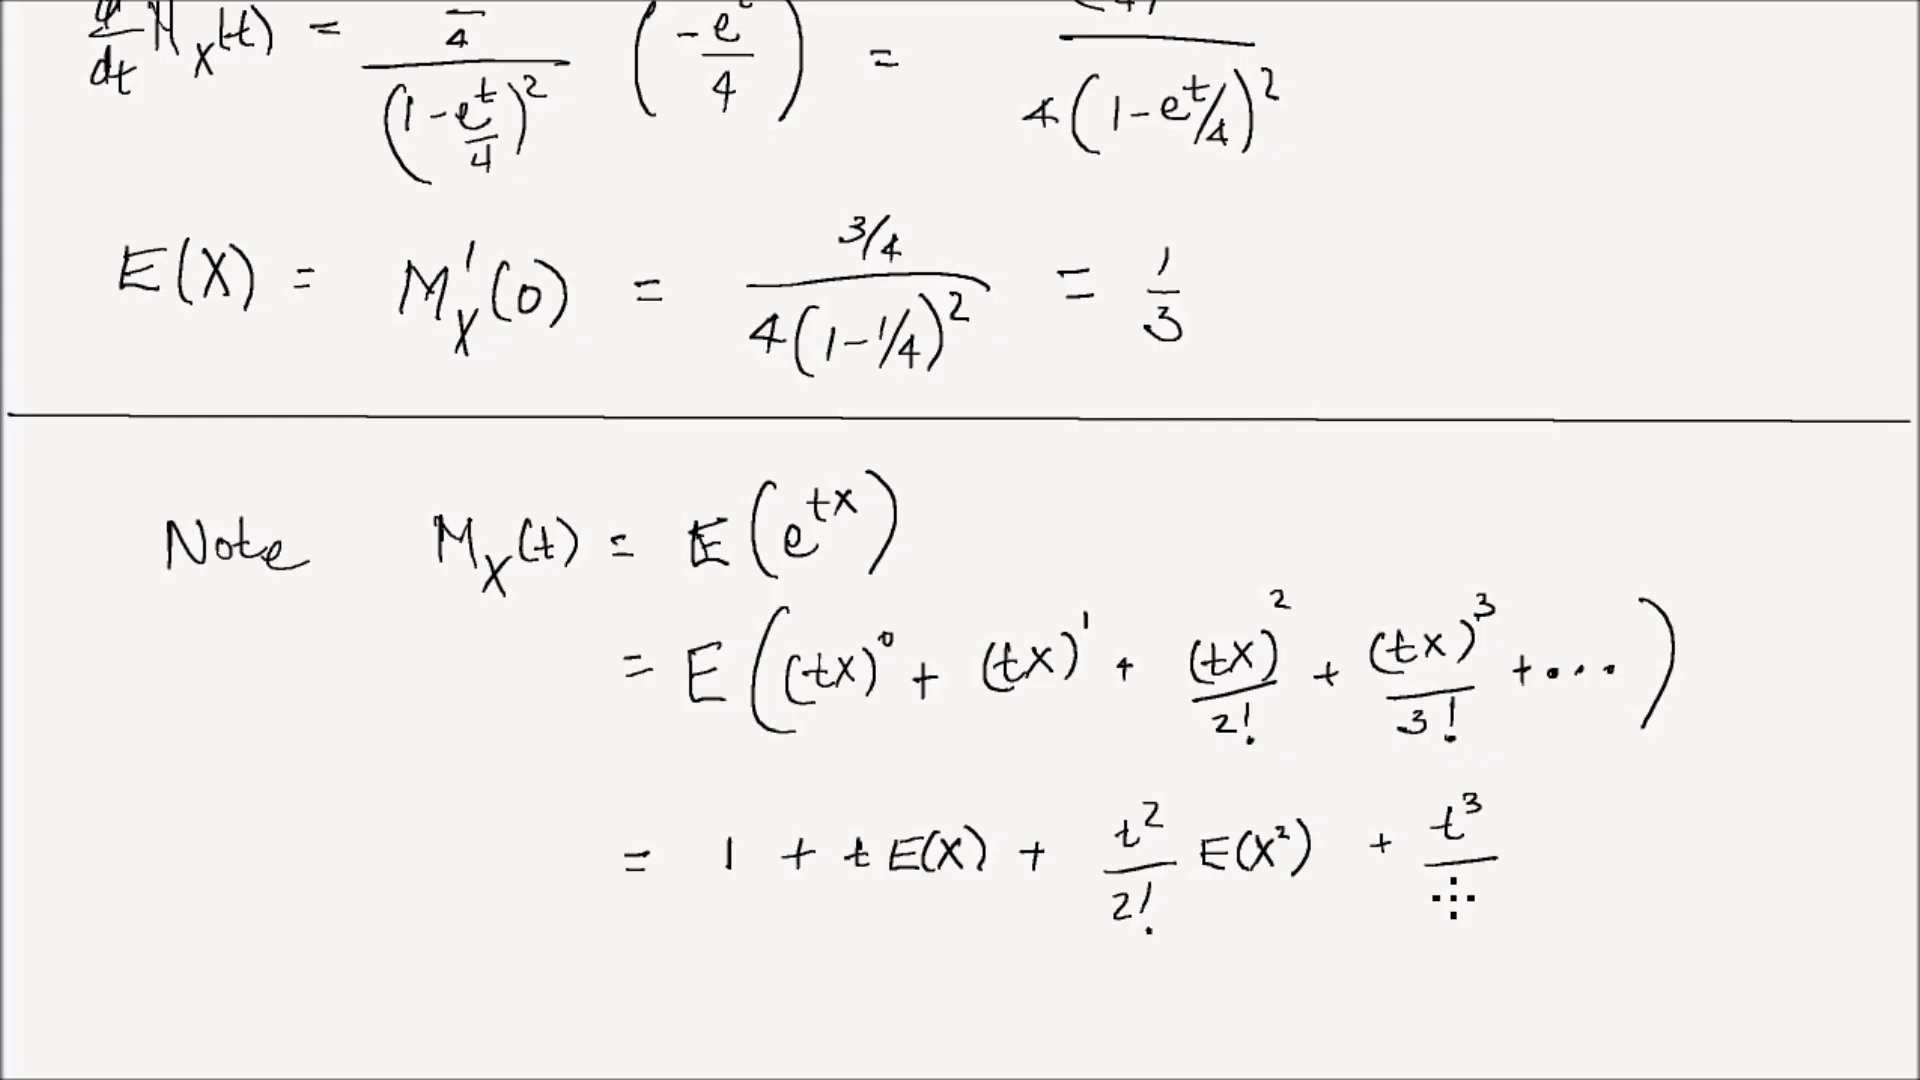 d/dt M_X(t) = 4/(1 - e^t/4)^2 (-e/4) = /4(1 - e^t/4)^2
E(X) = M'_X(0) = 3/4/4(1 - 1/4)^2 = 1/3
Note M_X(t) = E(e^{tX})
= E((tX)^0 + (tX)^1 + (tX)^2/2! + (tX)^3/3! + ....)
= 1 + t E(X) + t^2/2! E(X^2) + t^3/